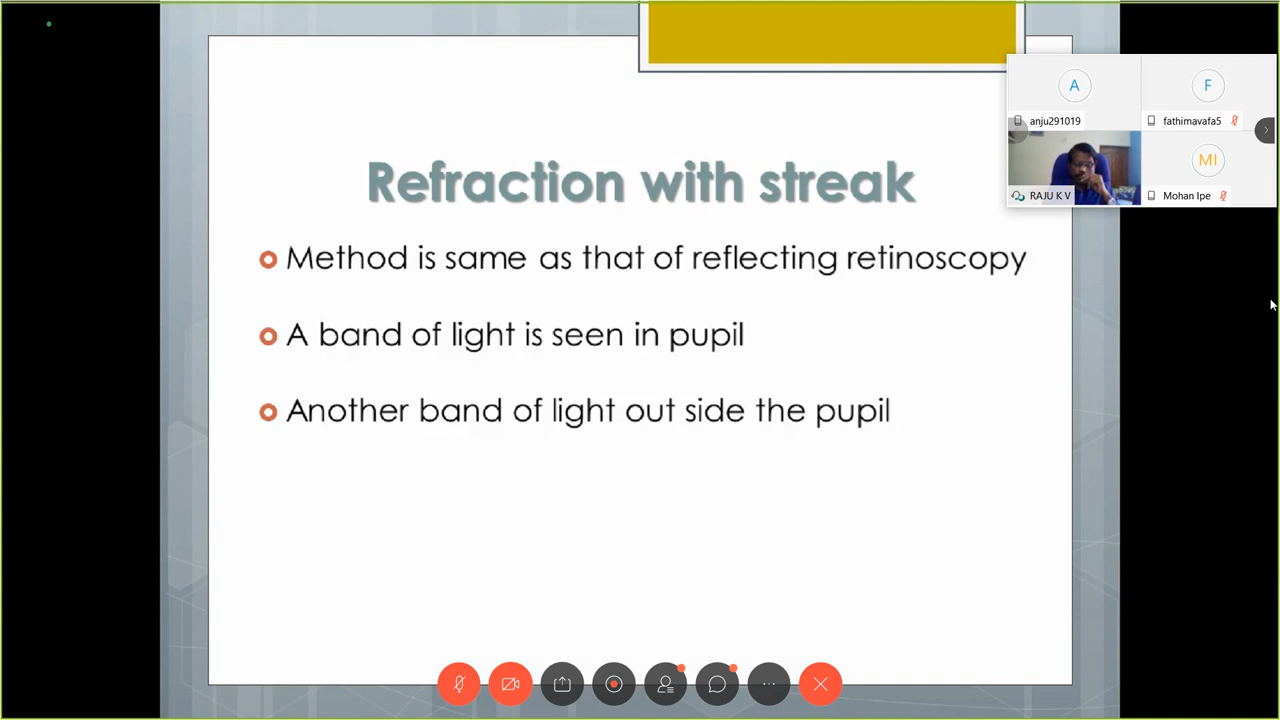 Refraction with streak
Method is same as that of reflecting retinoscopy
A band of light is seen in pupil
Another band of light out side the pupil
A
F
anju291019
fathimavafa5
MI
RAJU K V
Mohan Ipe